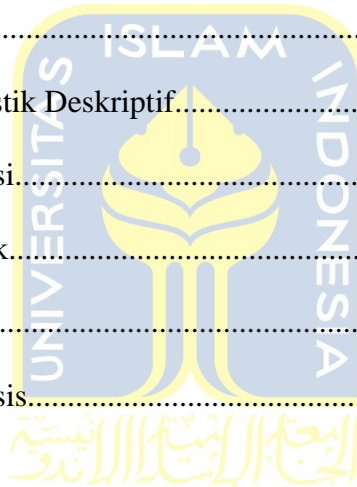 ................................................
stik Deskriptif................................
si................................................
k................................................
................................................
sis................................................
UNIVERSITAS ISLAM INDONESIA